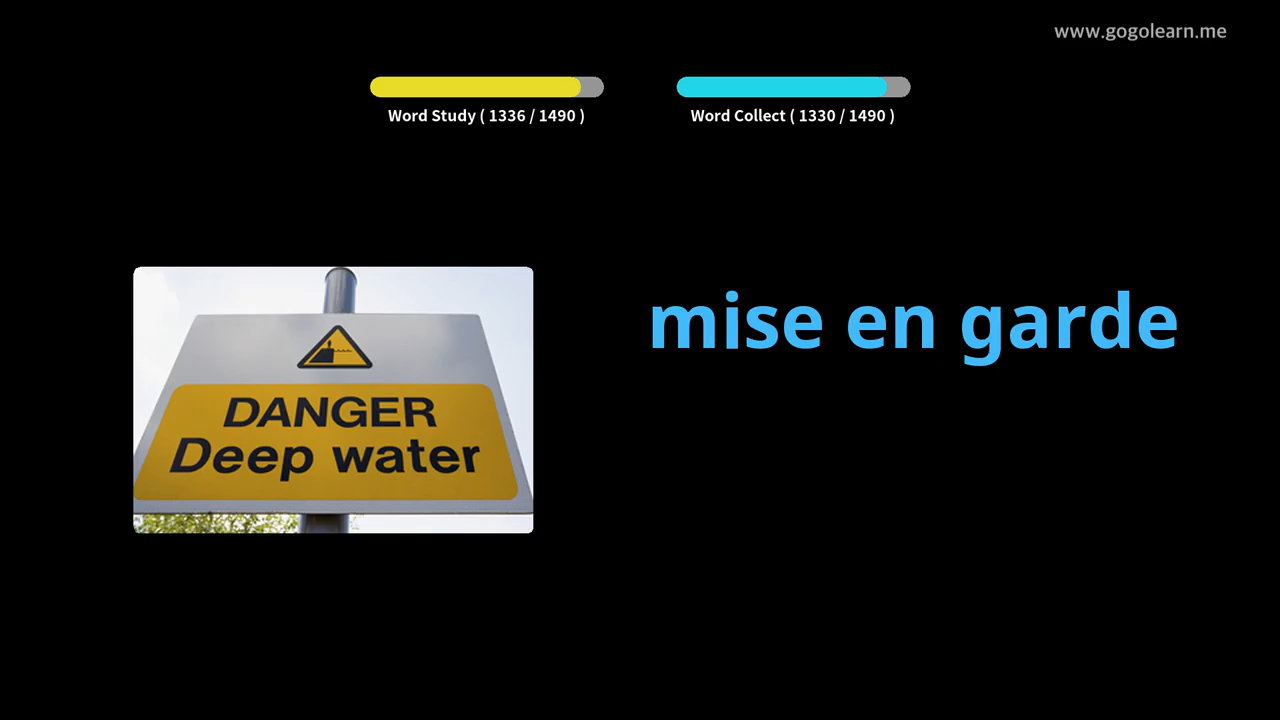 www.gogolearn.me
Word Study ( 1336 / 1490 )
Word Collect ( 1330 / 1490 )
mise en garde
DANGER
Deep water